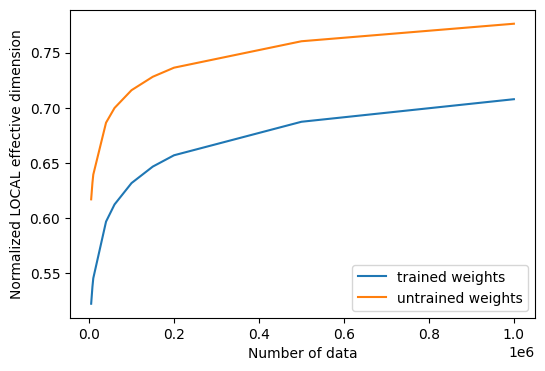 Normalized LOCAL effective dimension
0.75
0.70
0.65
0.60
0.55
trained weights
untrained weights
0.0 0.2 0.4 0.6 0.8 1.0
1e6
Number of data